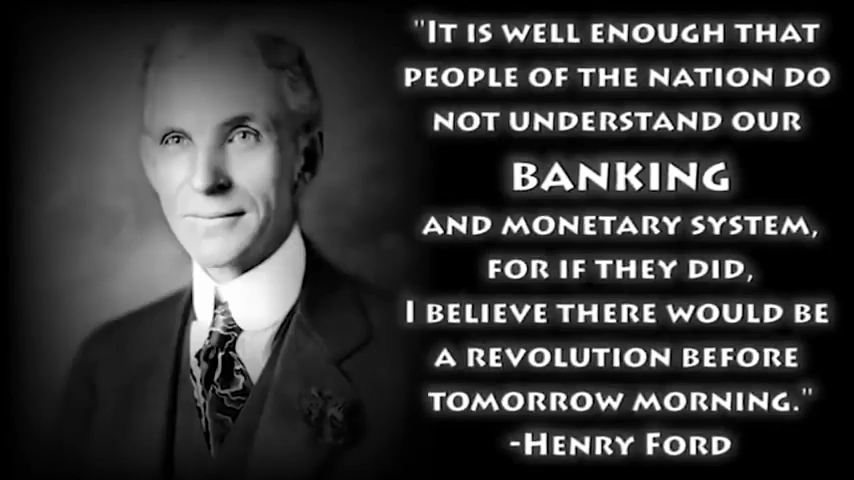 "It is well enough that
people of the nation do
not understand our
banking
and monetary system,
for if they did,
I believe there would be
a revolution before
tomorrow morning."
-Henry Ford